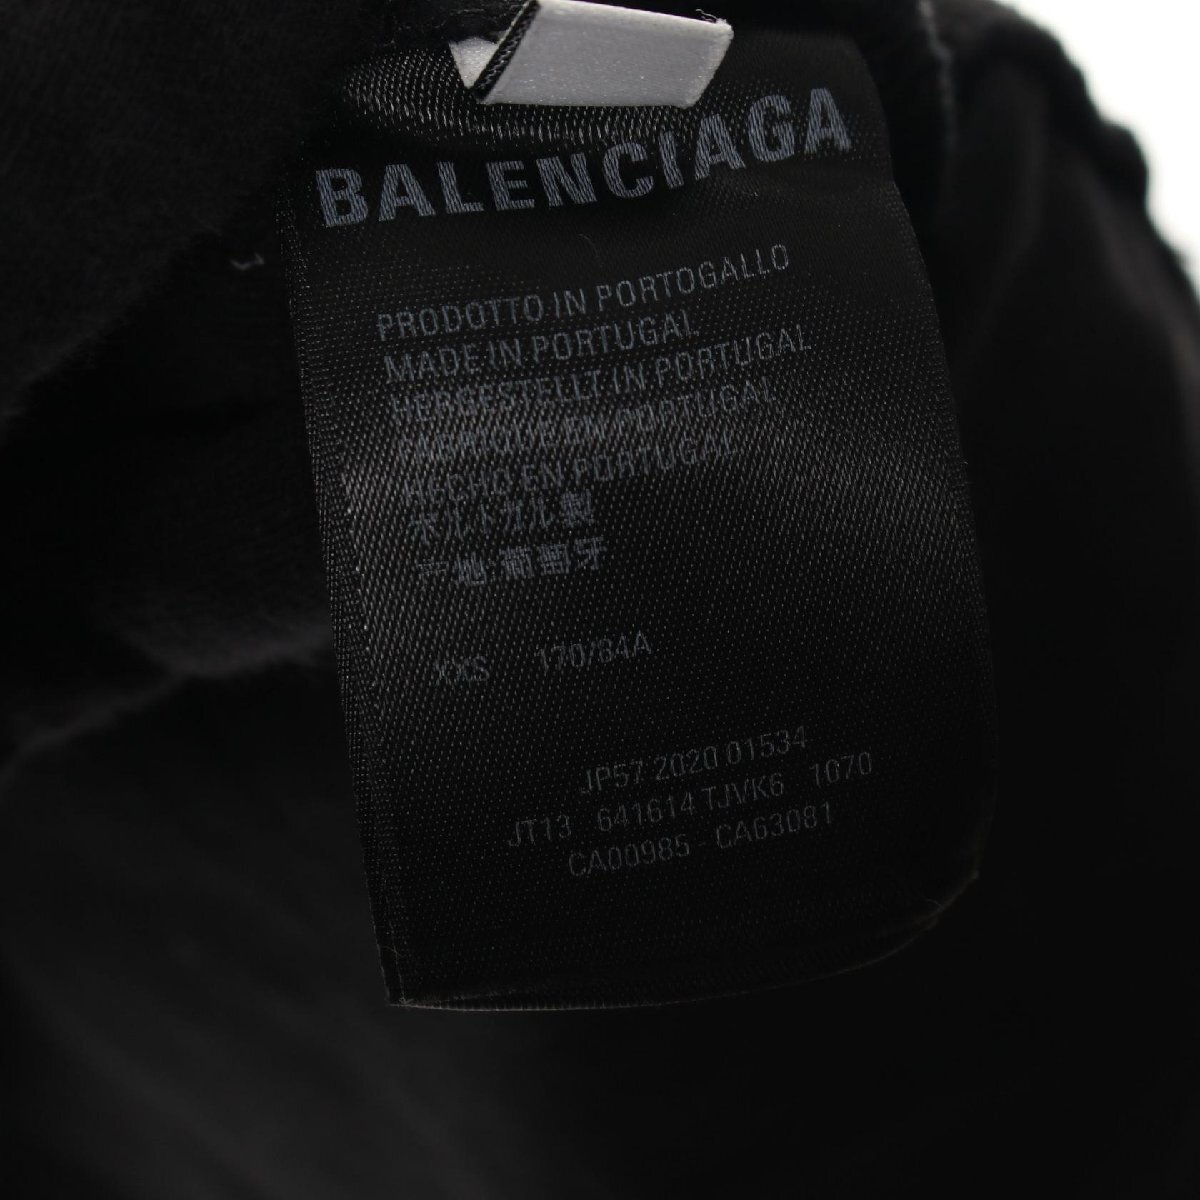 BALENCIAGA
PRODOTTO IN PORTOGALLO
MADE IN PORTUGAL
HERGESTELLT IN PORTUGAL
FABRIQUÉ EN PORTUGAL
HECHO EN PORTUGAL
ポルトガル製
产地:葡萄牙
XXS 170/84A
JP57 2020 01534
JT13 641614 TJVK6 1070
CA00985 - CA63081